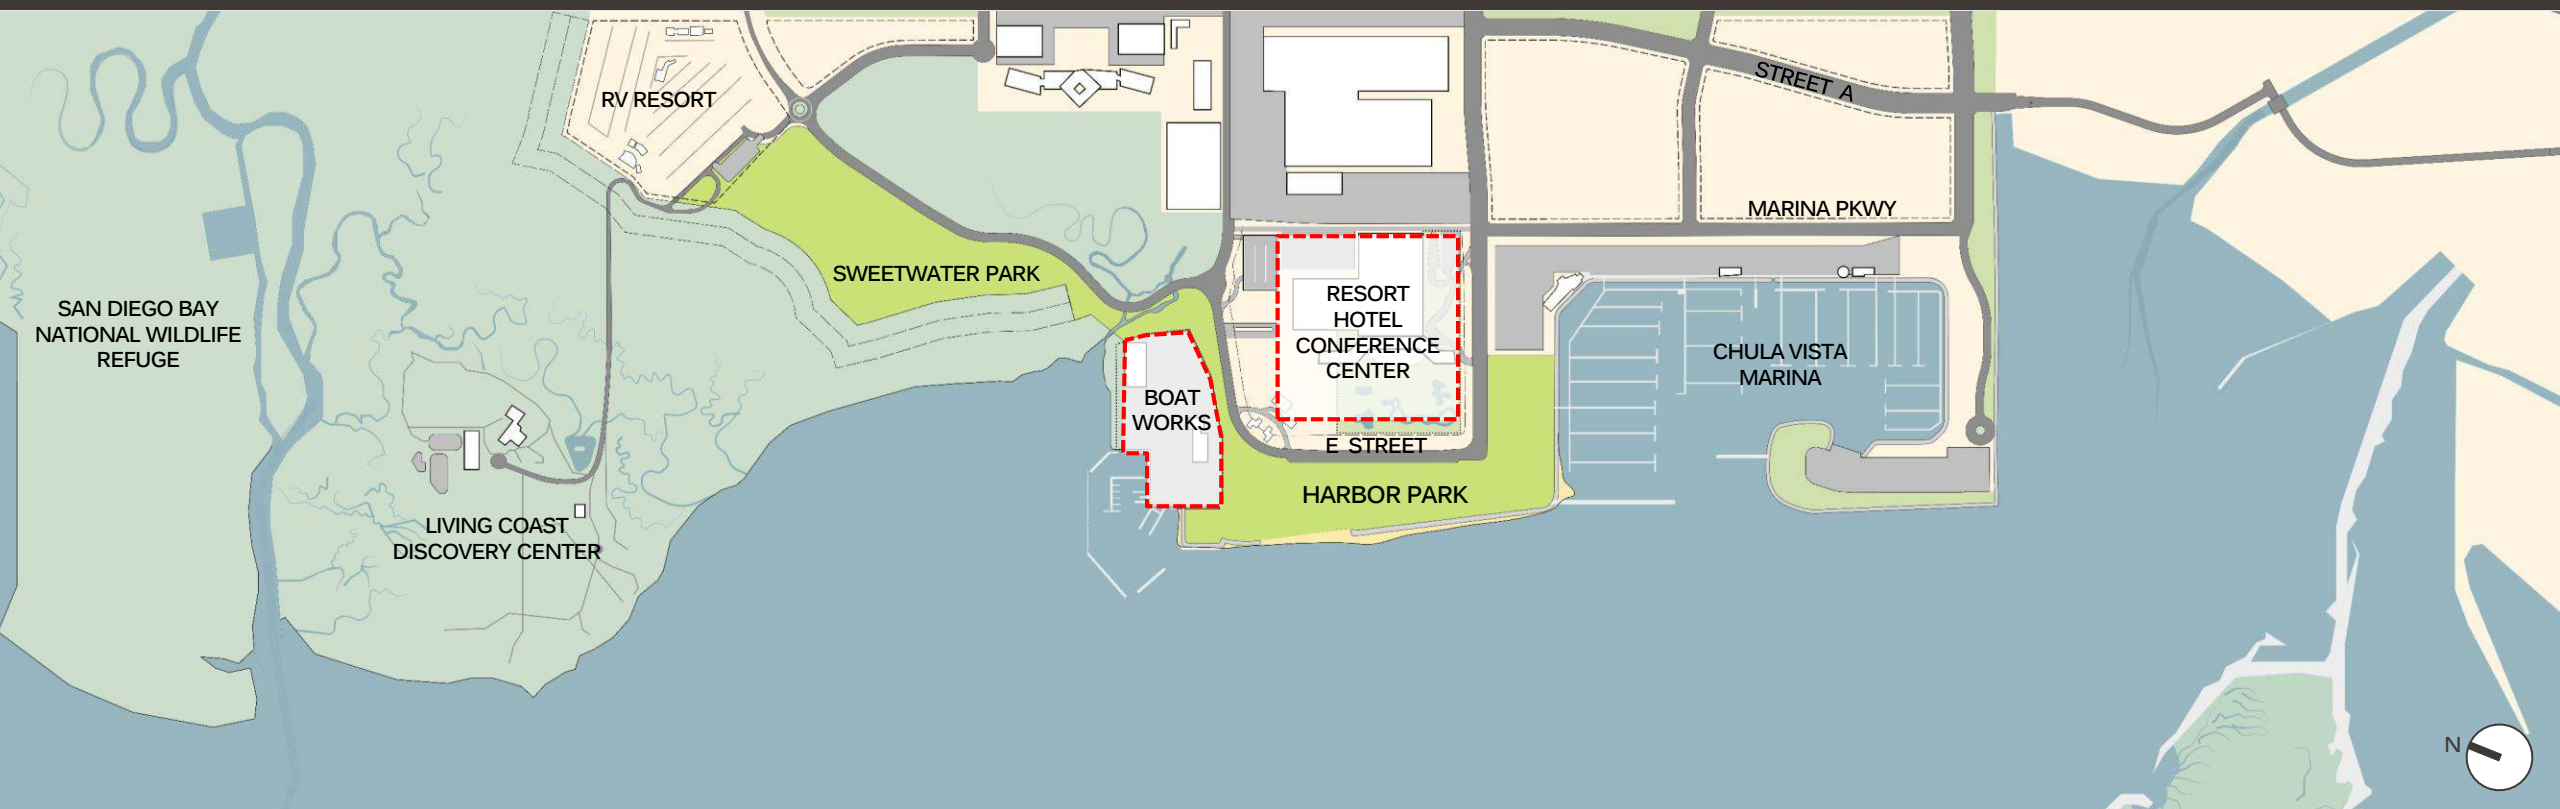 RV RESORT
STREET A
MARINA PKWY
SWEETWATER PARK
SAN DIEGO BAY
NATIONAL WILDLIFE
REFUGE
RESORT
HOTEL
CONFERENCE
CENTER
CHULA VISTA
MARINA
BOAT
WORKS
E STREET
HARBOR PARK
LIVING COAST
DISCOVERY CENTER
N